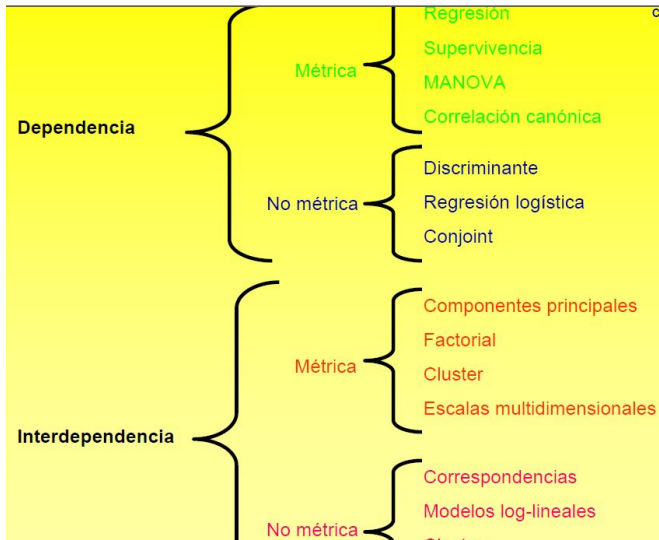 Regresión
Supervivencia
Métrica
MANOVA
Correlación canónica
Dependencia
Discriminante
No métrica
Regresión logística
Conjoint
Componentes principales
Factorial
Métrica
Cluster
Escalas multidimensionales
Interdependencia
Correspondencias
Modelos log-lineales
No métrica